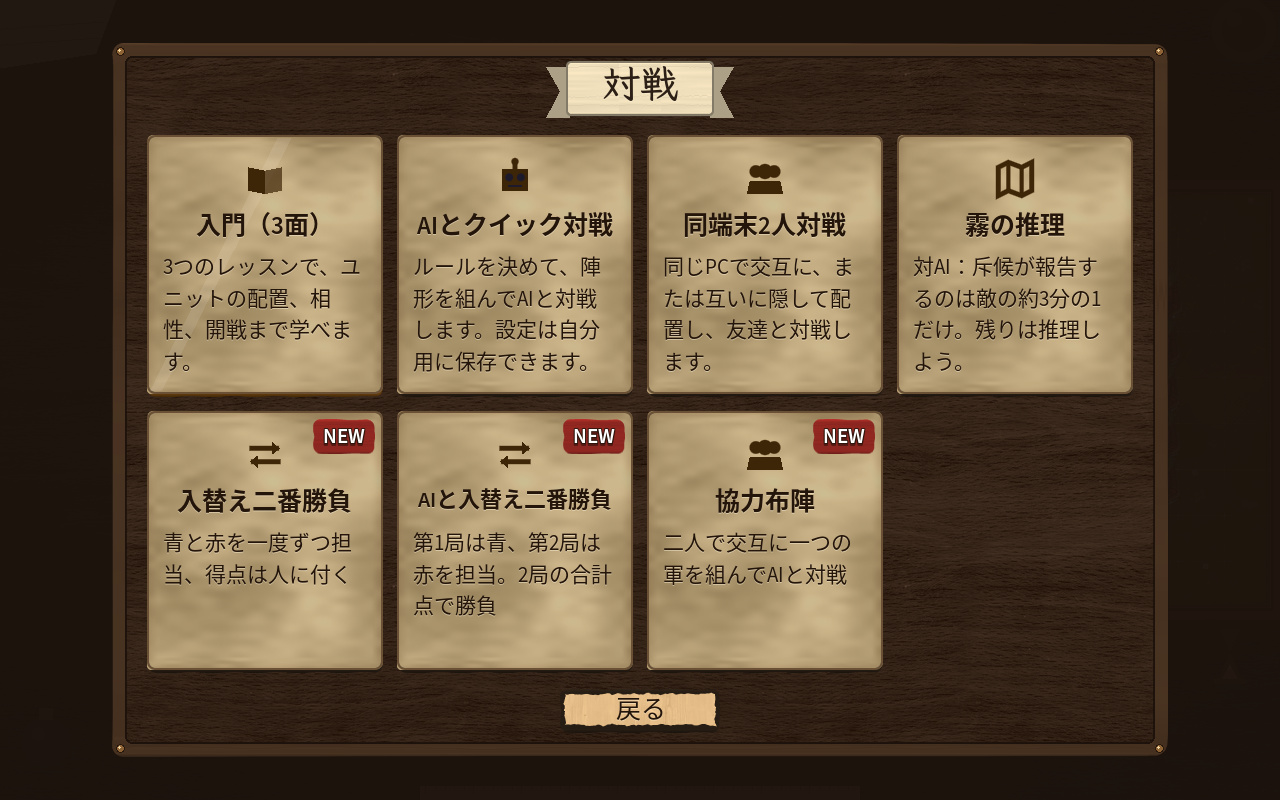 対戦
入門（3面）
3つのレッスンで、ユ
ニットの配置、相
性、開戦まで学べま
す。
AIとクイック対戦
ルールを決めて、陣
形を組んでAIと対戦
します。設定は自分
用に保存できます。
同端末2人対戦
同じPCで交互に、ま
たは互いに隠して配
置し、友達と対戦し
ます。
霧の推理
対AI：斥候が報告す
るのは敵の約3分の1
だけ。残りは推理し
よう。
NEW
入替え二番勝負
青と赤を一度ずつ担
当、得点は人に付く
NEW
AIと入替え二番勝負
第1局は青、第2局は
赤を担当。2局の合計
点で勝負
NEW
協力布陣
二人で交互に一つの
軍を組んでAIと対戦
戻る